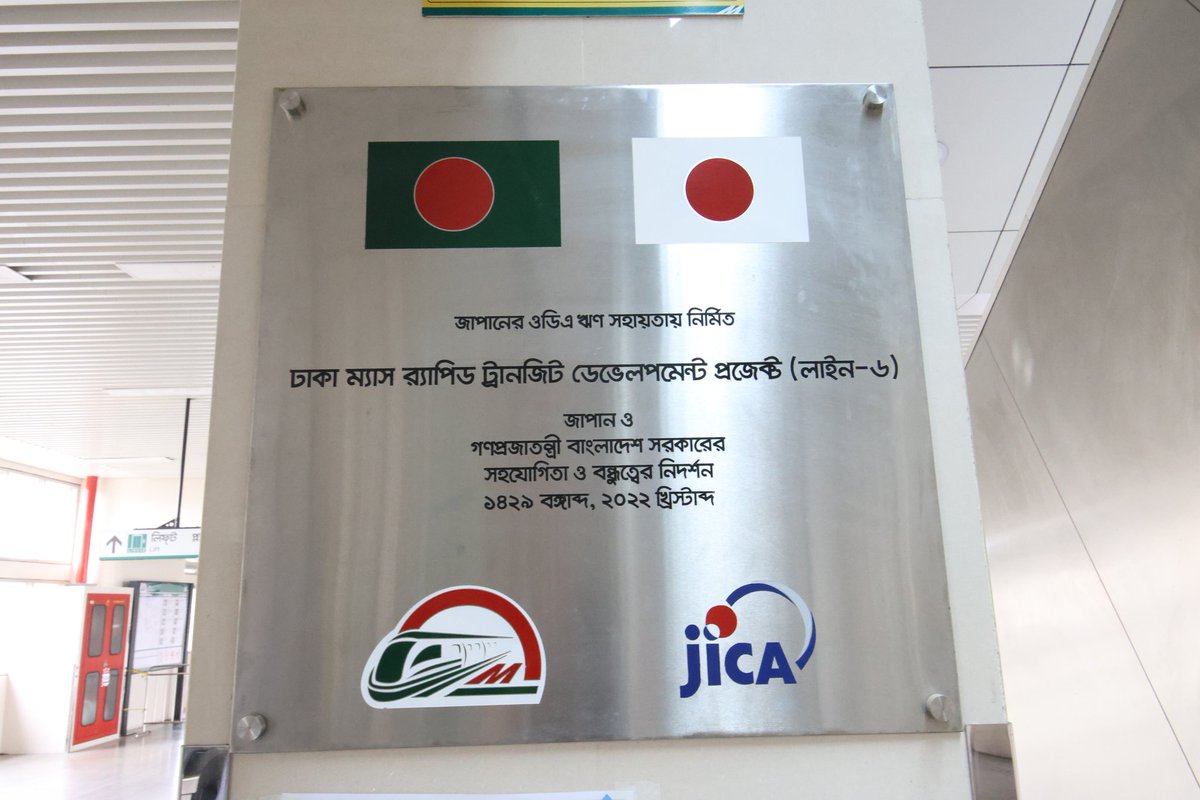 জাপানের ওডিএ ঋণ সহায়তায় নির্মিত
ঢাকা ম্যাস র‍্যাপিড ট্রানজিট ডেভেলপমেন্ট প্রজেক্ট (লাইন-৬)
জাপান ও
গণপ্রজাতন্ত্রী বাংলাদেশ সরকারের
সহযোগিতা ও বন্ধুত্বের নিদর্শন
১৪২৯ বঙ্গাব্দ, ২০২২ খ্রিস্টাব্দ
লিফ্‌ট
Lift
M
jica